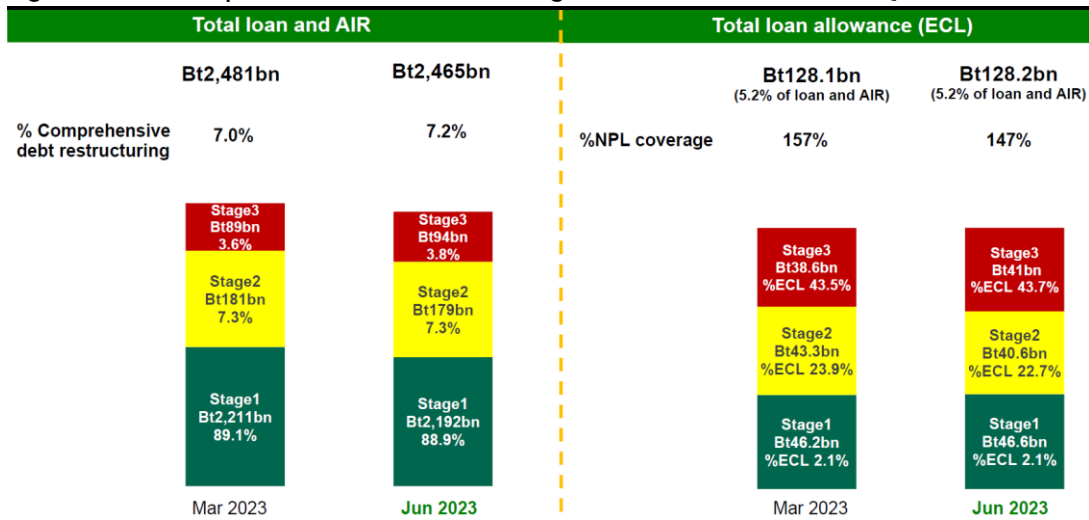 Total loan and AIR
Bt2,481bn
Bt2,465bn
% Comprehensive
debt restructuring
7.0%
7.2%
Stage3
Bt89bn
3.6%
Stage2
Bt181bn
7.3%
Stage1
Bt2,211bn
89.1%
Mar 2023
Stage3
Bt94bn
3.8%
Stage2
Bt179bn
7.3%
Stage1
Bt2,192bn
88.9%
Jun 2023
Total loan allowance (ECL)
Bt128.1bn
(5.2% of loan and AIR)
Bt128.2bn
(5.2% of loan and AIR)
%NPL coverage
157%
147%
Stage3
Bt38.6bn
%ECL 43.5%
Stage2
Bt43.3bn
%ECL 23.9%
Stage1
Bt46.2bn
%ECL 2.1%
Mar 2023
Stage3
Bt41bn
%ECL 43.7%
Stage2
Bt40.6bn
%ECL 22.7%
Stage1
Bt46.6bn
%ECL 2.1%
Jun 2023